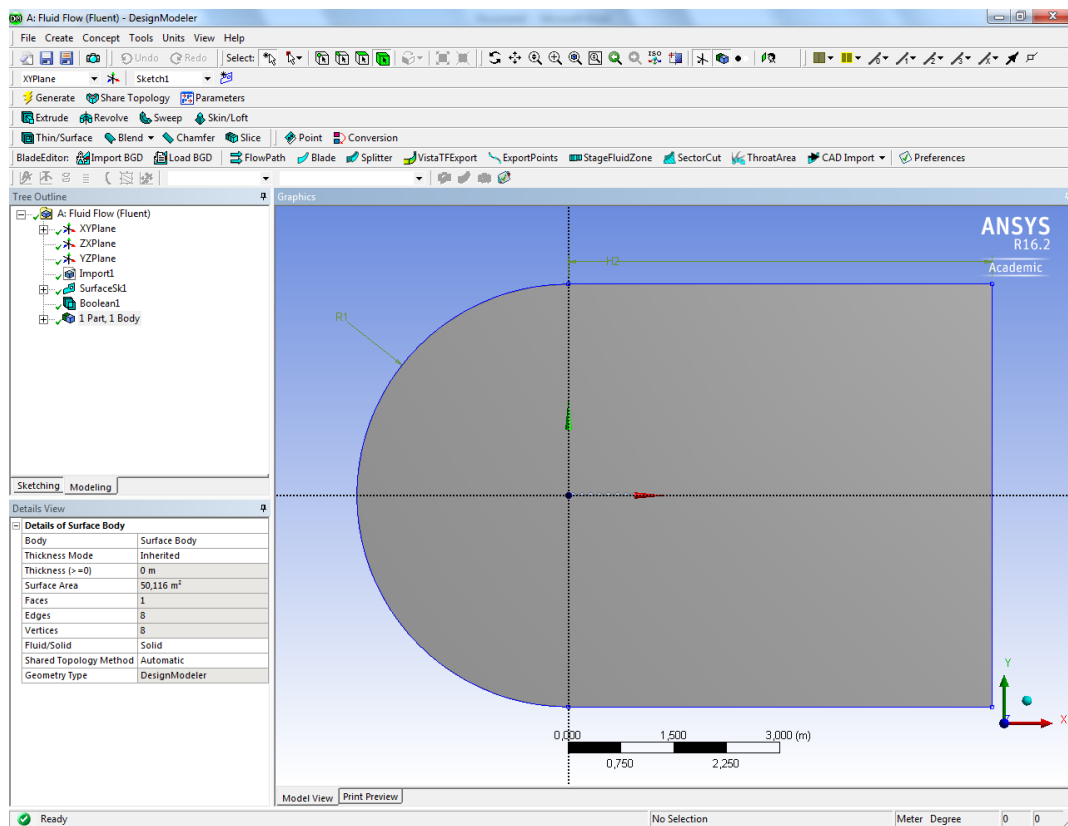 A: Fluid Flow (Fluent) - DesignModeler
File Create Concept Tools Units View Help
Undo Redo Select:
XYPlane Sketch1
Generate Share Topology Parameters
Extrude Revolve Sweep Skin/Loft
Thin/Surface Blend Chamfer Slice Point Conversion
BladeEditor: Import BGD Load BGD FlowPath Blade Splitter VistaTFExport ExportPoints StageFluidZone SectorCut ThroatArea CAD Import Preferences
Tree Outline
A: Fluid Flow (Fluent)
XYPlane
ZXPlane
YZPlane
Import1
SurfaceSk1
Boolean1
1 Part, 1 Body
Sketching Modeling
Details View
Details of Surface Body
Body Surface Body
Thickness Mode Inherited
Thickness (>=0) 0 m
Surface Area 50,116 m²
Faces 1
Edges 8
Vertices 8
Fluid/Solid Solid
Shared Topology Method Automatic
Geometry Type DesignModeler
Graphics
ANSYS
R16.2
Academic
H2
R1
Y
X
0,000 1,500 3,000 (m)
0,750 2,250
Model View Print Preview
Ready No Selection Meter Degree 0 0